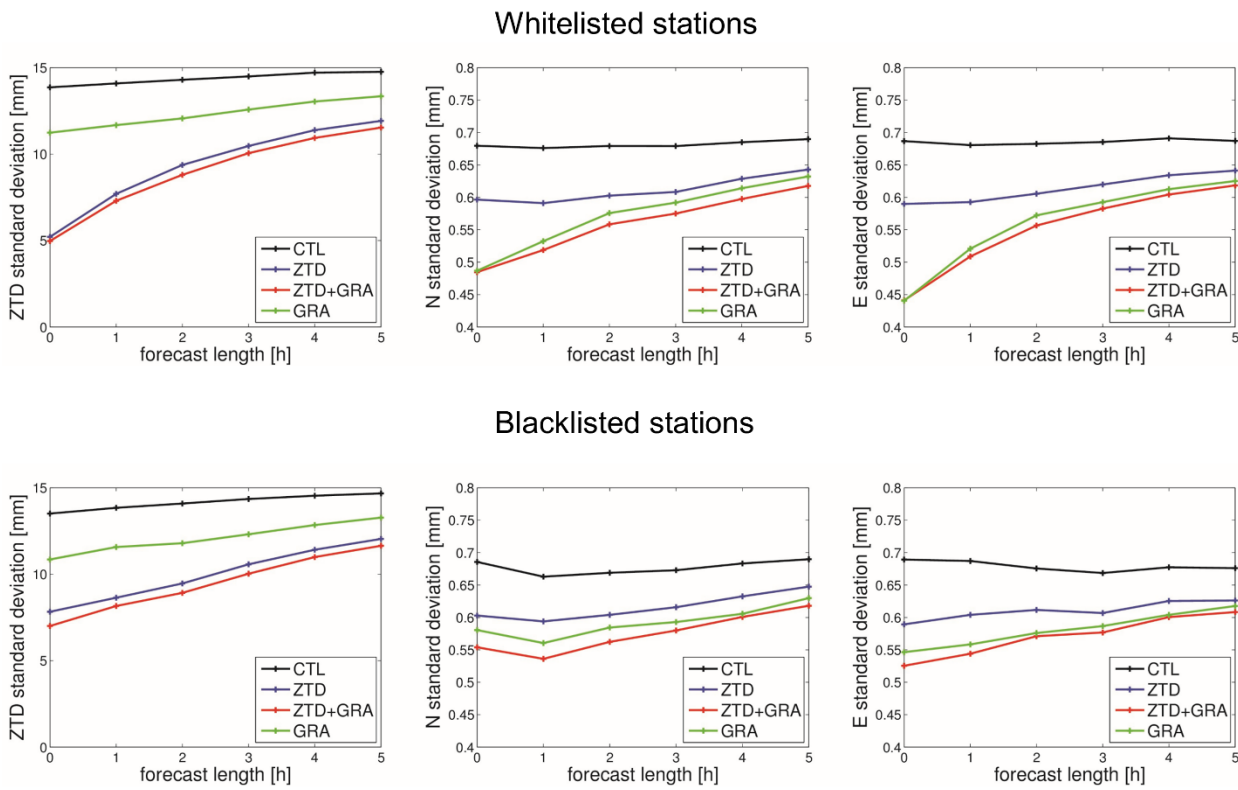 Whitelisted stations
ZTD standard deviation [mm]
15
10
5
0
0 1 2 3 4 5
forecast length [h]
CTL
ZTD
ZTD+GRA
GRA
N standard deviation [mm]
0.8
0.75
0.7
0.65
0.6
0.55
0.5
0.45
0.4
0 1 2 3 4 5
forecast length [h]
CTL
ZTD
ZTD+GRA
GRA
E standard deviation [mm]
0.8
0.75
0.7
0.65
0.6
0.55
0.5
0.45
0.4
0 1 2 3 4 5
forecast length [h]
CTL
ZTD
ZTD+GRA
GRA
Blacklisted stations
ZTD standard deviation [mm]
15
10
5
0
0 1 2 3 4 5
forecast length [h]
CTL
ZTD
ZTD+GRA
GRA
N standard deviation [mm]
0.8
0.75
0.7
0.65
0.6
0.55
0.5
0.45
0.4
0 1 2 3 4 5
forecast length [h]
CTL
ZTD
ZTD+GRA
GRA
E standard deviation [mm]
0.8
0.75
0.7
0.65
0.6
0.55
0.5
0.45
0.4
0 1 2 3 4 5
forecast length [h]
CTL
ZTD
ZTD+GRA
GRA